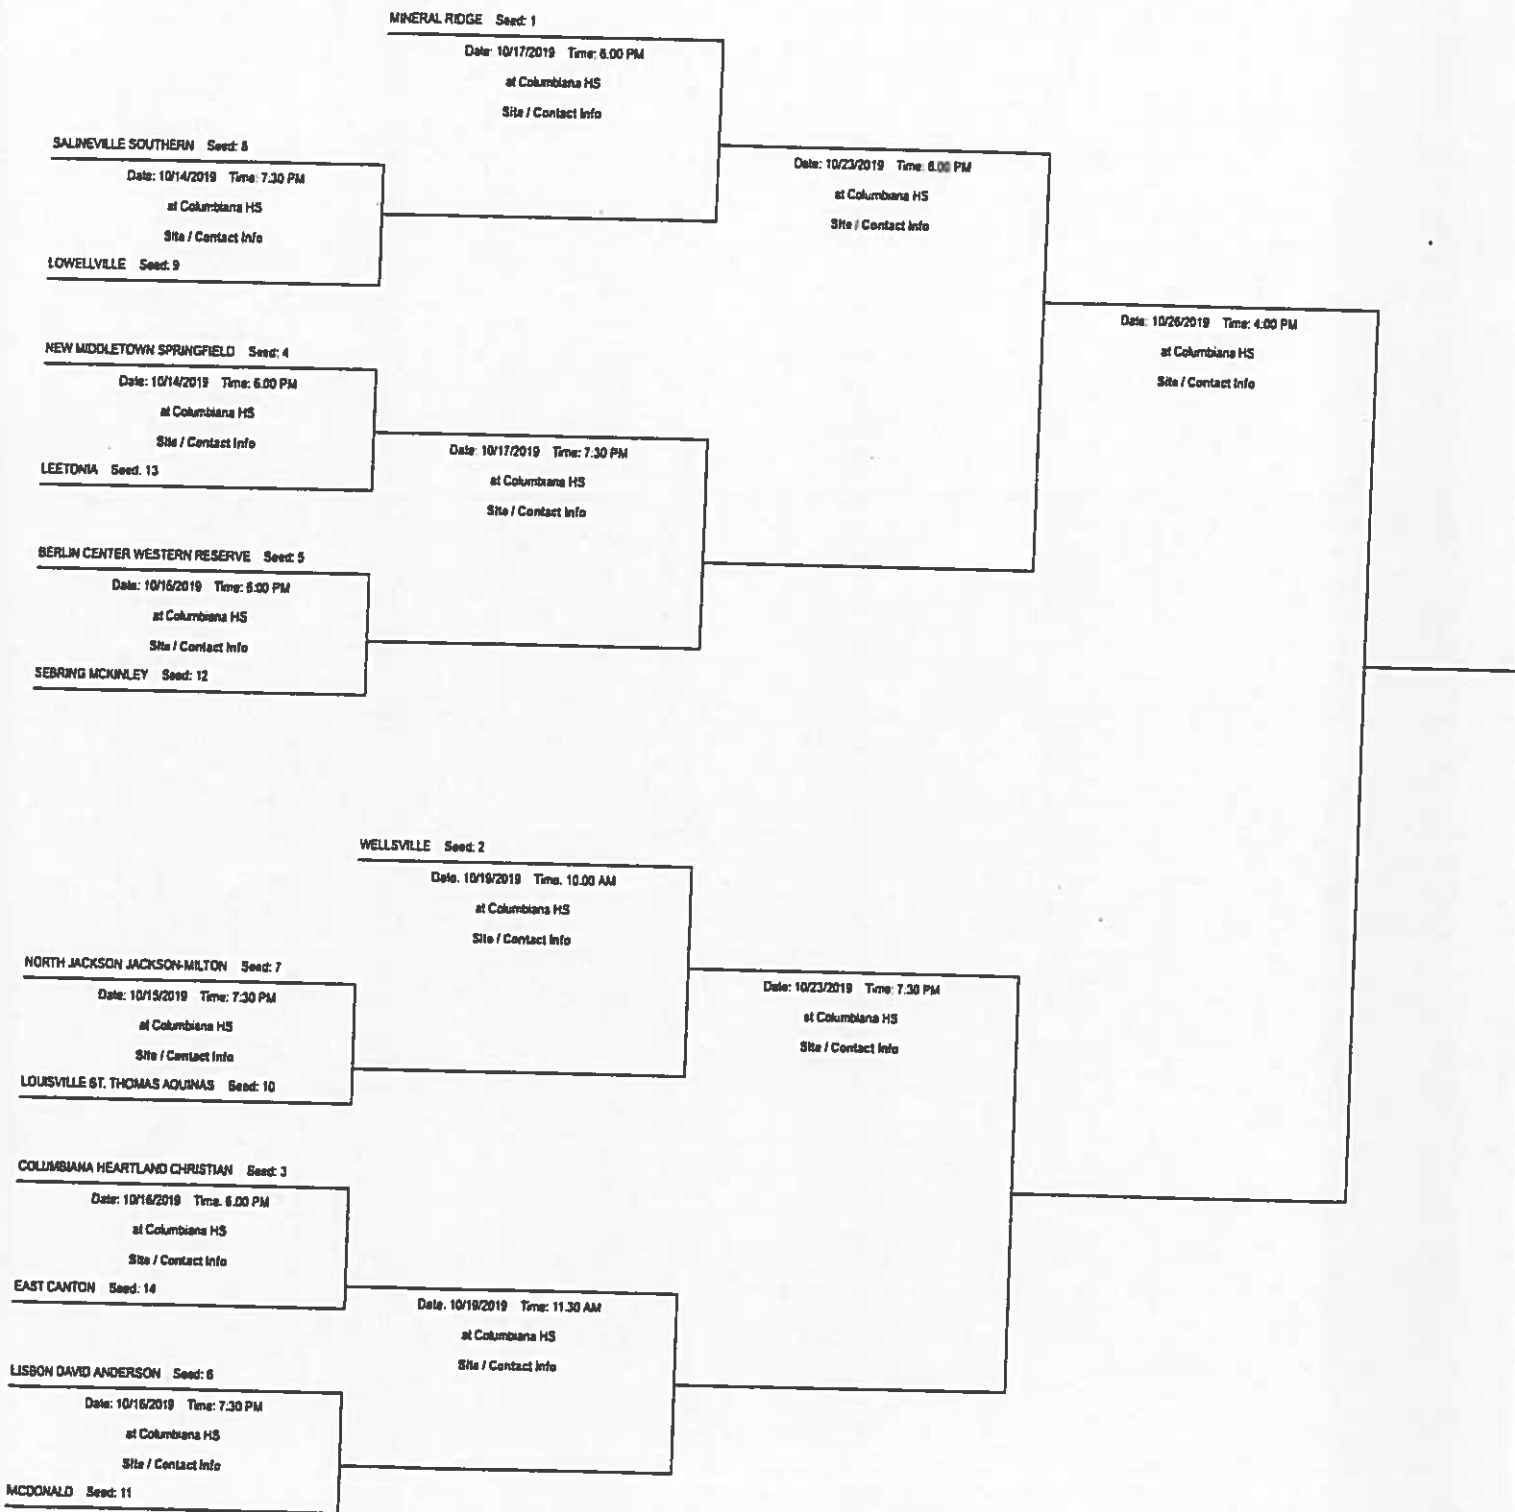 MINERAL RIDGE Seed: 1
Date: 10/17/2019 Time: 6:00 PM
at Columbiana HS
Site / Contact Info
SALINEVILLE SOUTHERN Seed: 8
Date: 10/14/2019 Time: 7:30 PM
at Columbiana HS
Site / Contact Info
LOWELLVILLE Seed: 9
Date: 10/23/2019 Time: 6:00 PM
at Columbiana HS
Site / Contact Info
NEW MIDDLETOWN SPRINGFIELD Seed: 4
Date: 10/14/2019 Time: 6:00 PM
at Columbiana HS
Site / Contact Info
LEETONIA Seed: 13
Date: 10/17/2019 Time: 7:30 PM
at Columbiana HS
Site / Contact Info
BERLIN CENTER WESTERN RESERVE Seed: 5
Date: 10/15/2019 Time: 6:00 PM
at Columbiana HS
Site / Contact Info
SEBRING MCKINLEY Seed: 12
Date: 10/26/2019 Time: 4:00 PM
at Columbiana HS
Site / Contact Info
WELLSVILLE Seed: 2
Date: 10/19/2019 Time: 10:00 AM
at Columbiana HS
Site / Contact Info
NORTH JACKSON JACKSON-MILTON Seed: 7
Date: 10/15/2019 Time: 7:30 PM
at Columbiana HS
Site / Contact Info
LOUISVILLE ST. THOMAS AQUINAS Seed: 10
Date: 10/23/2019 Time: 7:30 PM
at Columbiana HS
Site / Contact Info
COLUMBIANA HEARTLAND CHRISTIAN Seed: 3
Date: 10/16/2019 Time: 6:00 PM
at Columbiana HS
Site / Contact Info
EAST CANTON Seed: 14
Date: 10/19/2019 Time: 11:30 AM
at Columbiana HS
Site / Contact Info
LISBON DAVID ANDERSON Seed: 6
Date: 10/16/2019 Time: 7:30 PM
at Columbiana HS
Site / Contact Info
MCDONALD Seed: 11